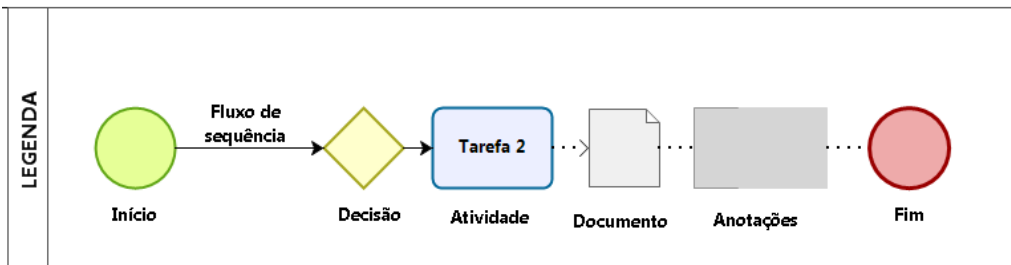 LEGENDA
Fluxo de
sequência
Tarefa 2
Início
Decisão
Atividade
Documento
Anotações
Fim